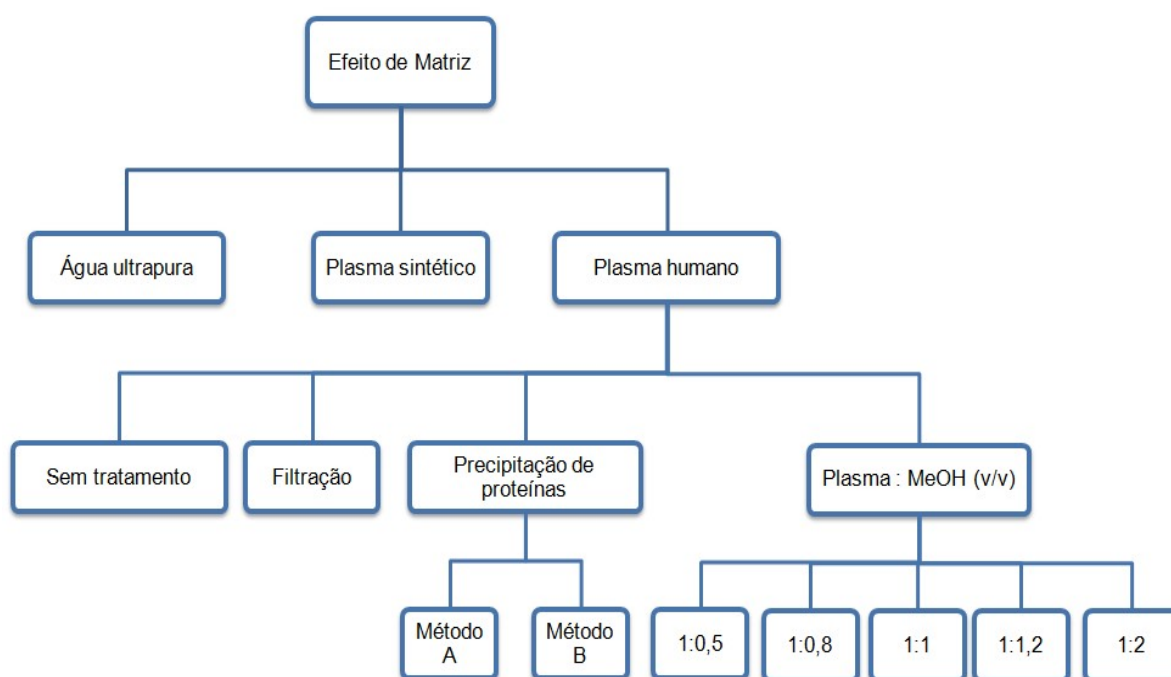 Efeito de Matriz
Água ultrapura
Plasma sintético
Plasma humano
Sem tratamento
Filtração
Precipitação de
proteínas
Plasma : MeOH (v/v)
Método
A
Método
B
1:0,5
1:0,8
1:1
1:1,2
1:2